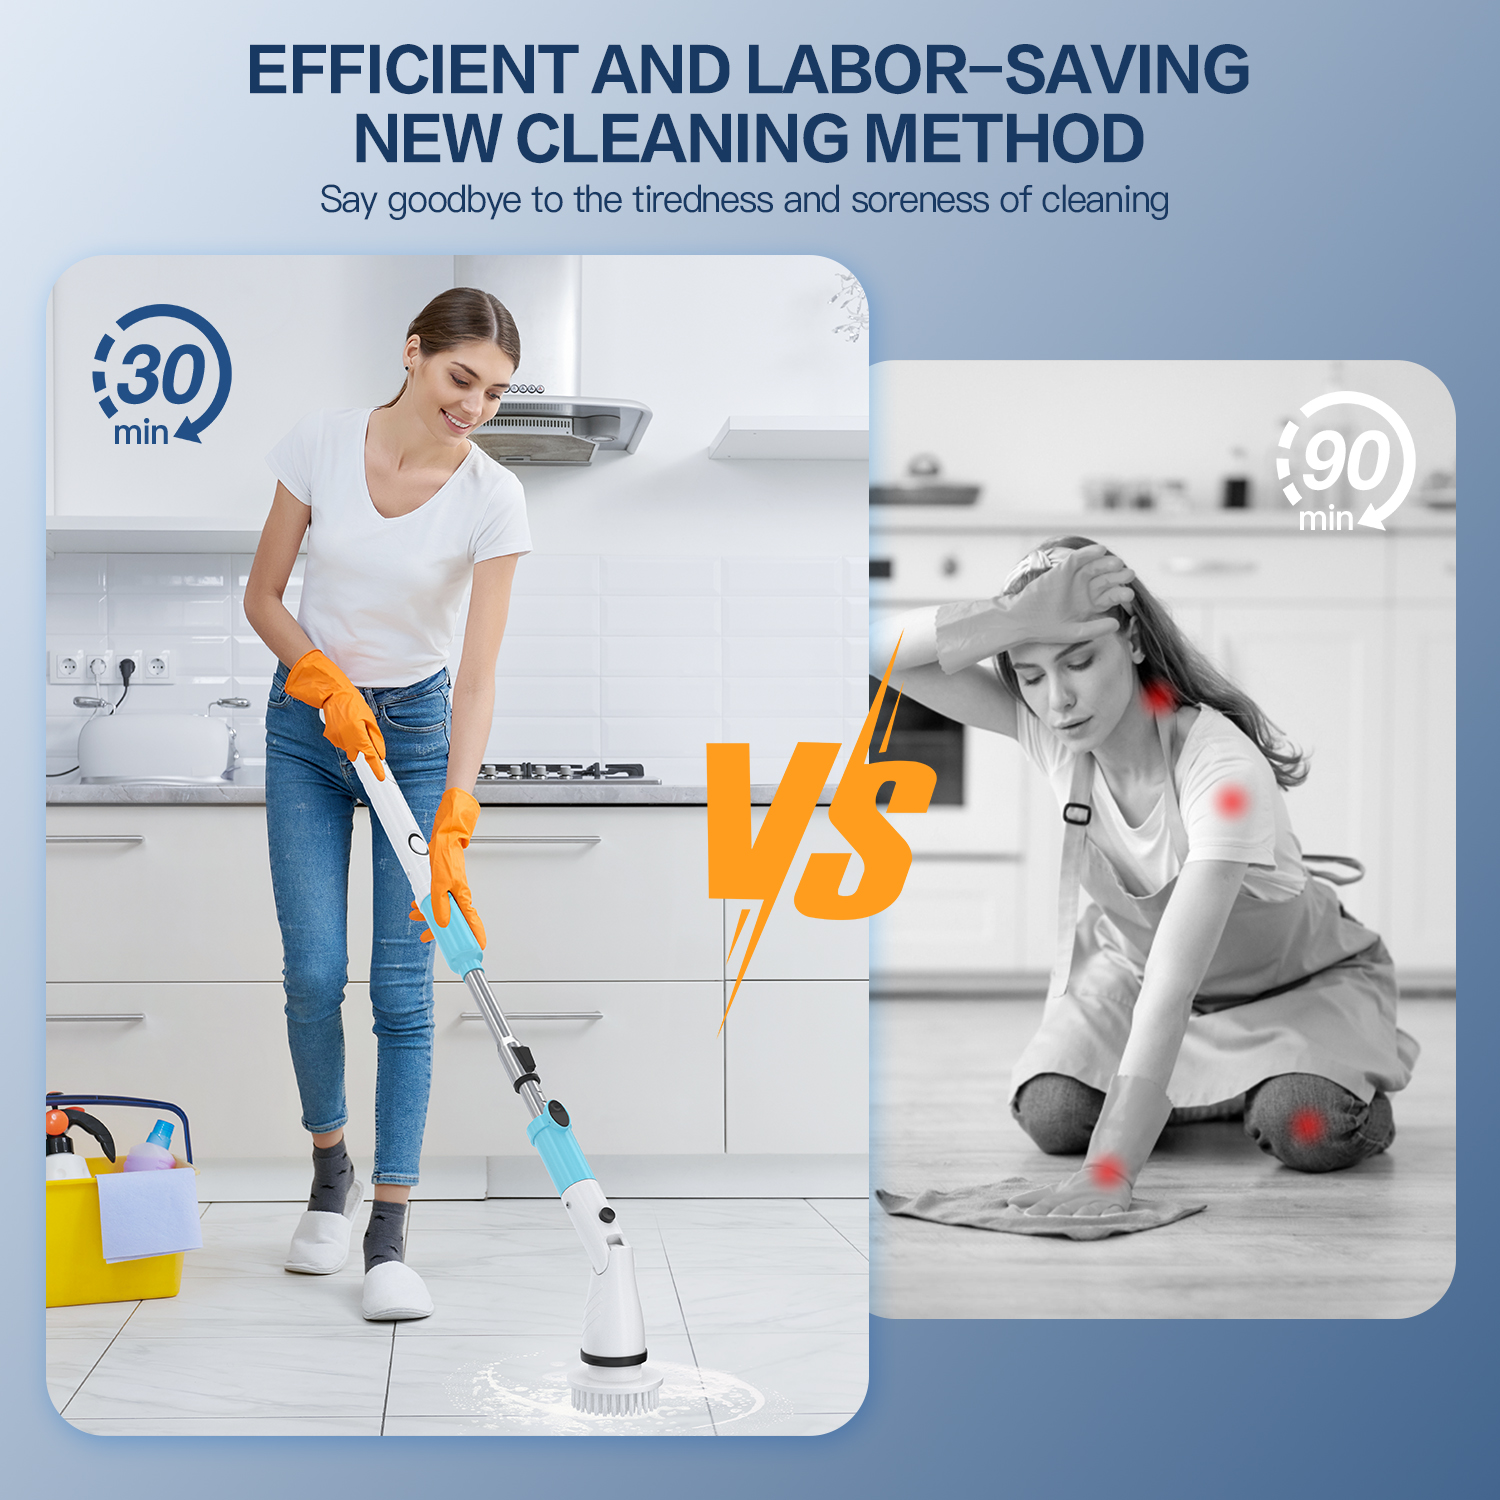 EFFICIENT AND LABOR-SAVING
NEW CLEANING METHOD
Say goodbye to the tiredness and soreness of cleaning
30
min
90
min
VS